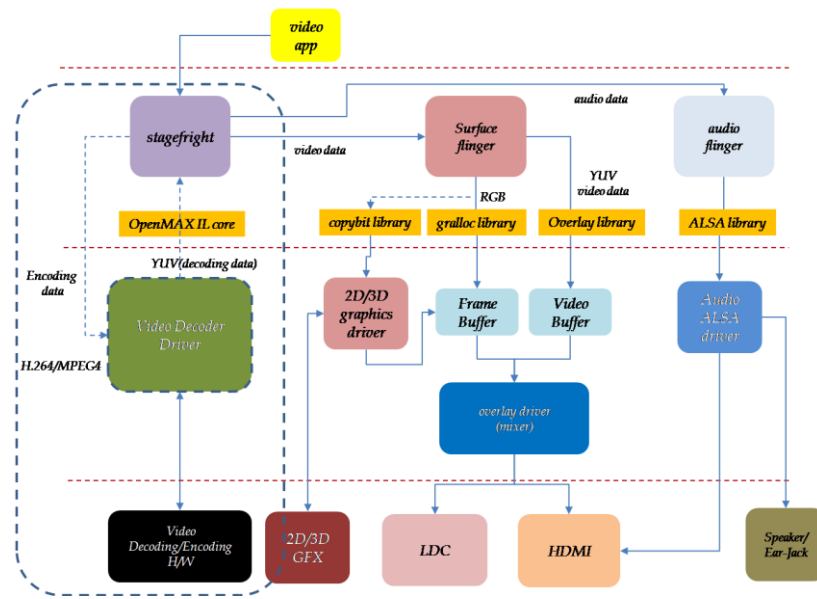 video
app
audio data
stagefright
video data
Surface
flinger
audio
flinger
YUV
video data
RGB
OpenMAX IL core
copybit library
gralloc library
Overlay library
ALSA library
YUV(decoding data)
Encoding
data
Video Decoder
Driver
H.264/MPEG4
2D/3D
graphics
driver
Frame
Buffer
Video
Buffer
Audio
ALSA
driver
overlay driver
(mixer)
Video
Decoding/Encoding
H/W
2D/3D
GFX
LDC
HDMI
Speaker/
Ear-Jack